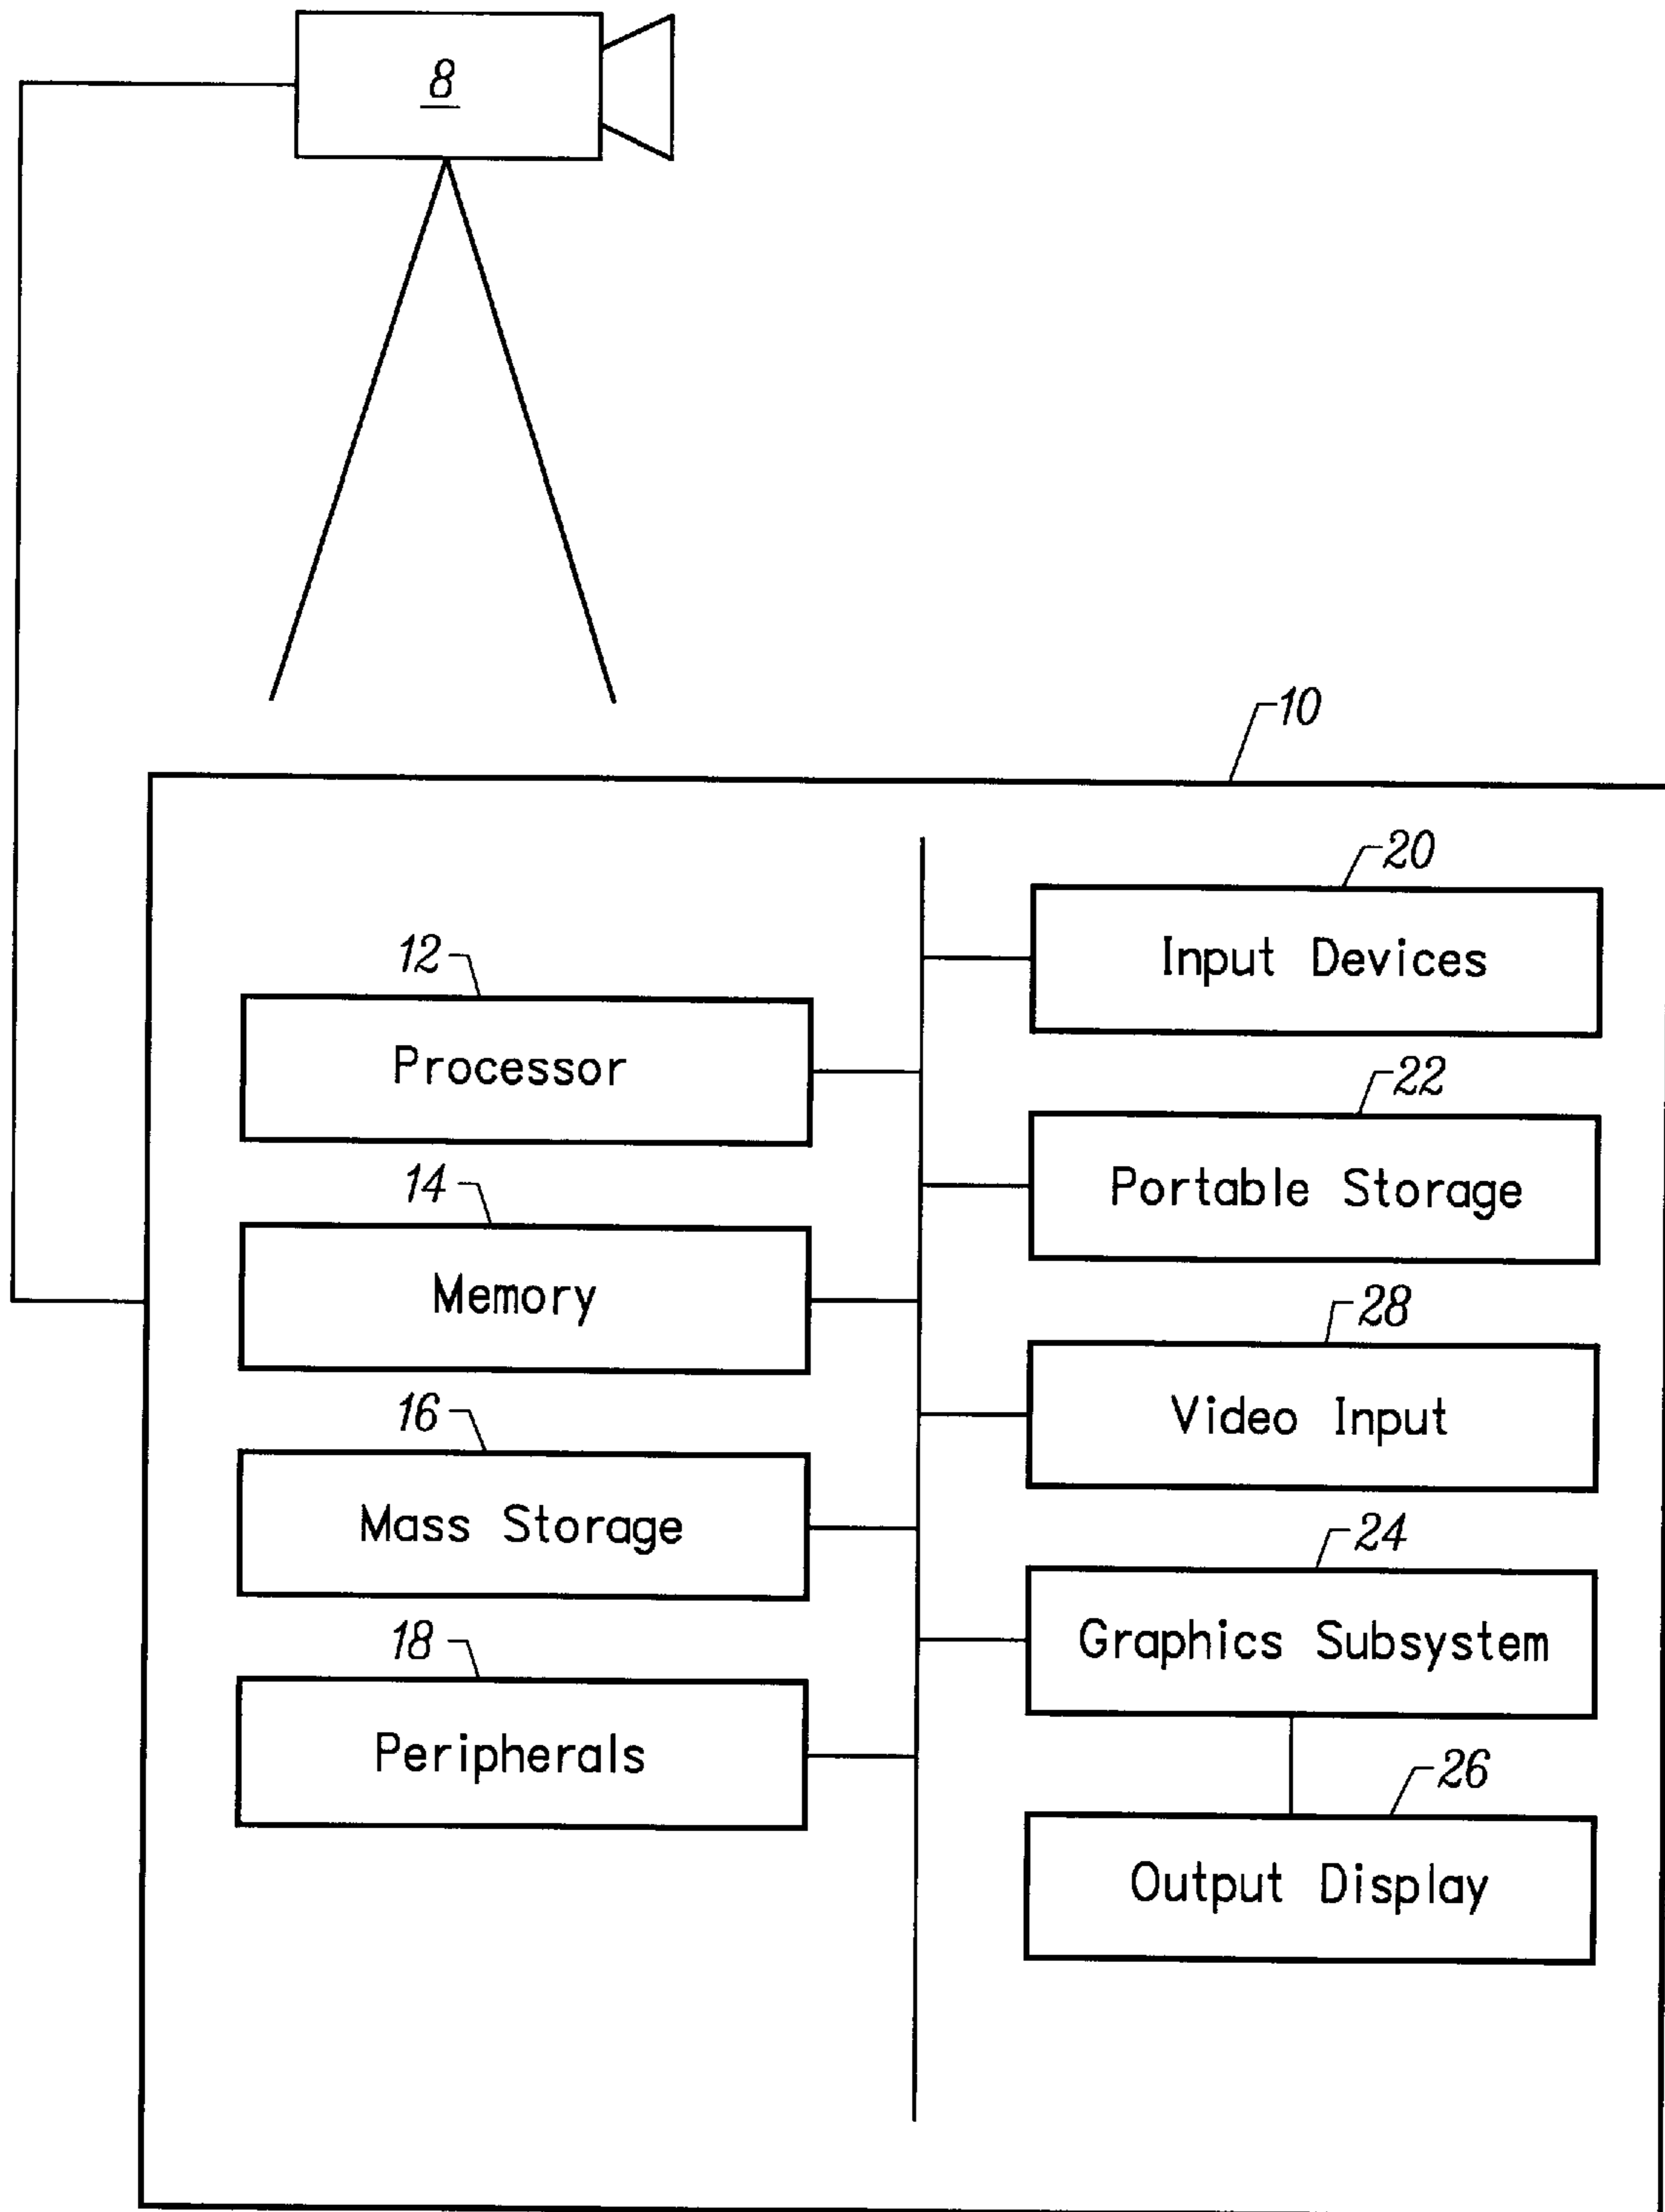 8
10
20
Input Devices
12
Processor
22
Portable Storage
14
Memory
28
Video Input
16
Mass Storage
24
Graphics Subsystem
18
Peripherals
26
Output Display